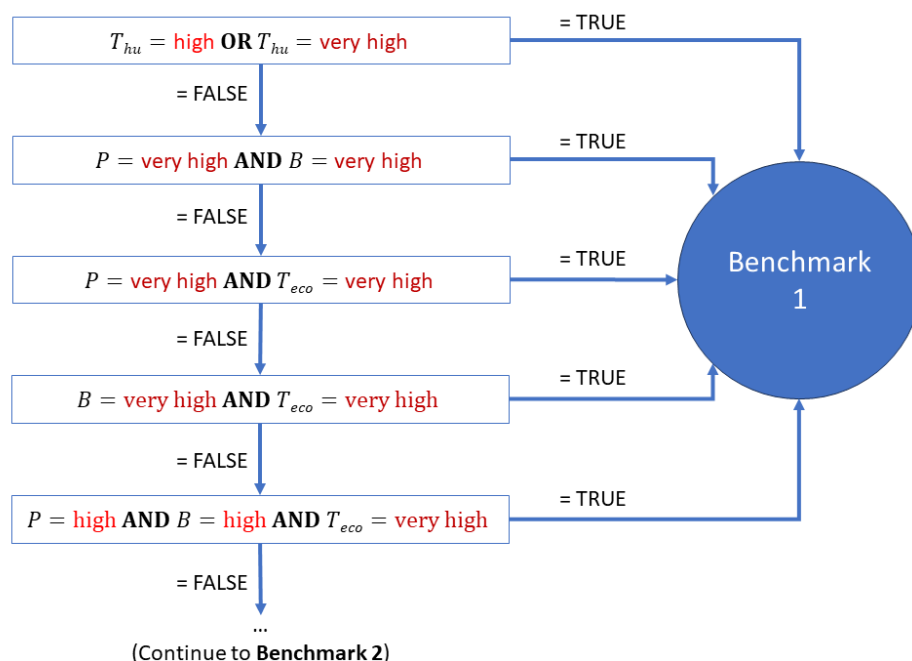 T_hu = high OR T_hu = very high
= TRUE
= FALSE
P = very high AND B = very high
= TRUE
= FALSE
P = very high AND T_eco = very high
= TRUE
Benchmark
1
= FALSE
B = very high AND T_eco = very high
= TRUE
= FALSE
P = high AND B = high AND T_eco = very high
= TRUE
= FALSE
...
(Continue to Benchmark 2)